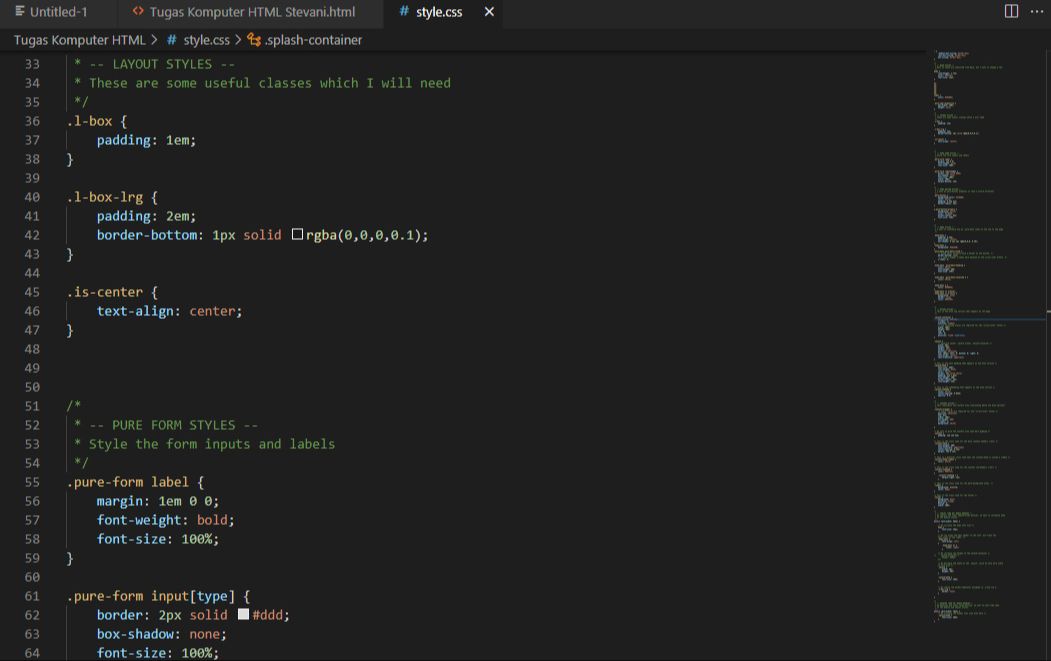 Untitled-1 Tugas Komputer HTML Stevani.html # style.css
Tugas Komputer HTML > # style.css > .splash-container
33 * -- LAYOUT STYLES --
34 * These are some useful classes which I will need
35 */
36 .l-box {
37 padding: 1em;
38 }
39
40 .l-box-lrg {
41 padding: 2em;
42 border-bottom: 1px solid rgba(0,0,0,0.1);
43 }
44
45 .is-center {
46 text-align: center;
47 }
48
49
50
51 /*
52 * -- PURE FORM STYLES --
53 * Style the form inputs and labels
54 */
55 .pure-form label {
56 margin: 1em 0 0;
57 font-weight: bold;
58 font-size: 100%;
59 }
60
61 .pure-form input[type] {
62 border: 2px solid #ddd;
63 box-shadow: none;
64 font-size: 100%;